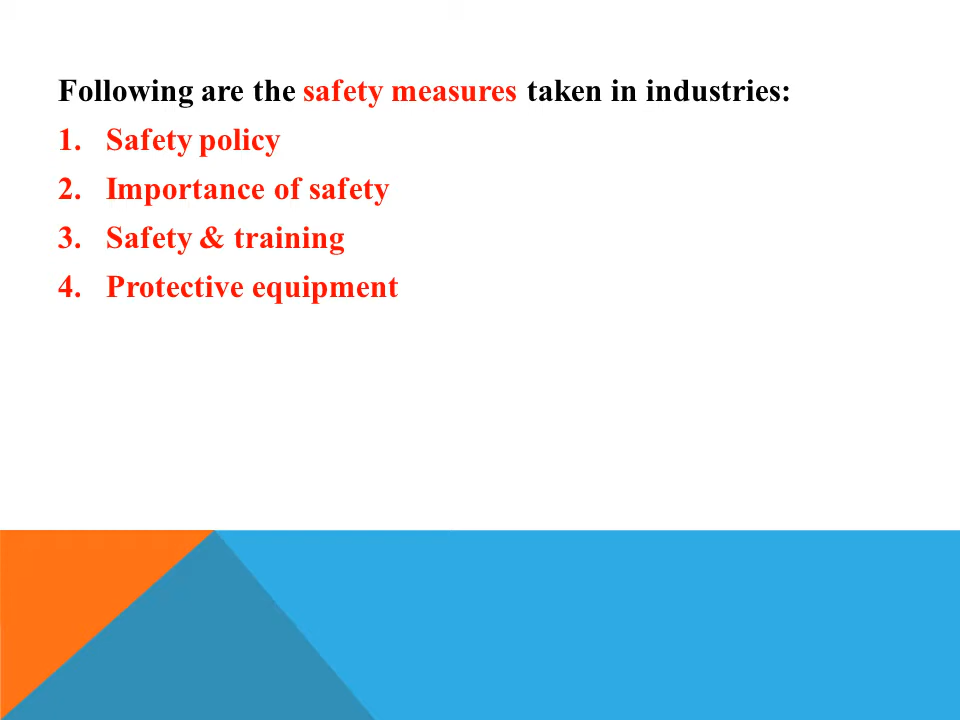 Following are the safety measures taken in industries:
1. Safety policy
2. Importance of safety
3. Safety & training
4. Protective equipment